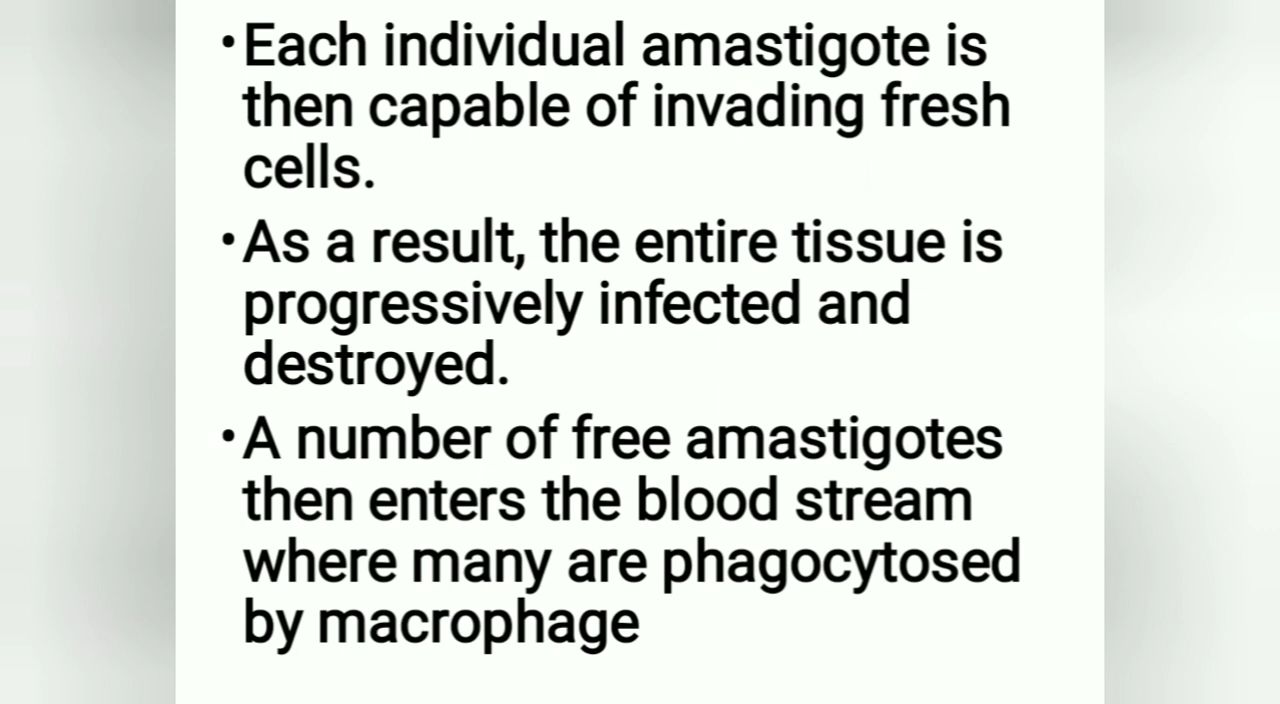 •Each individual amastigote is
then capable of invading fresh
cells.
•As a result, the entire tissue is
progressively infected and
destroyed.
•A number of free amastigotes
then enters the blood stream
where many are phagocytosed
by macrophage